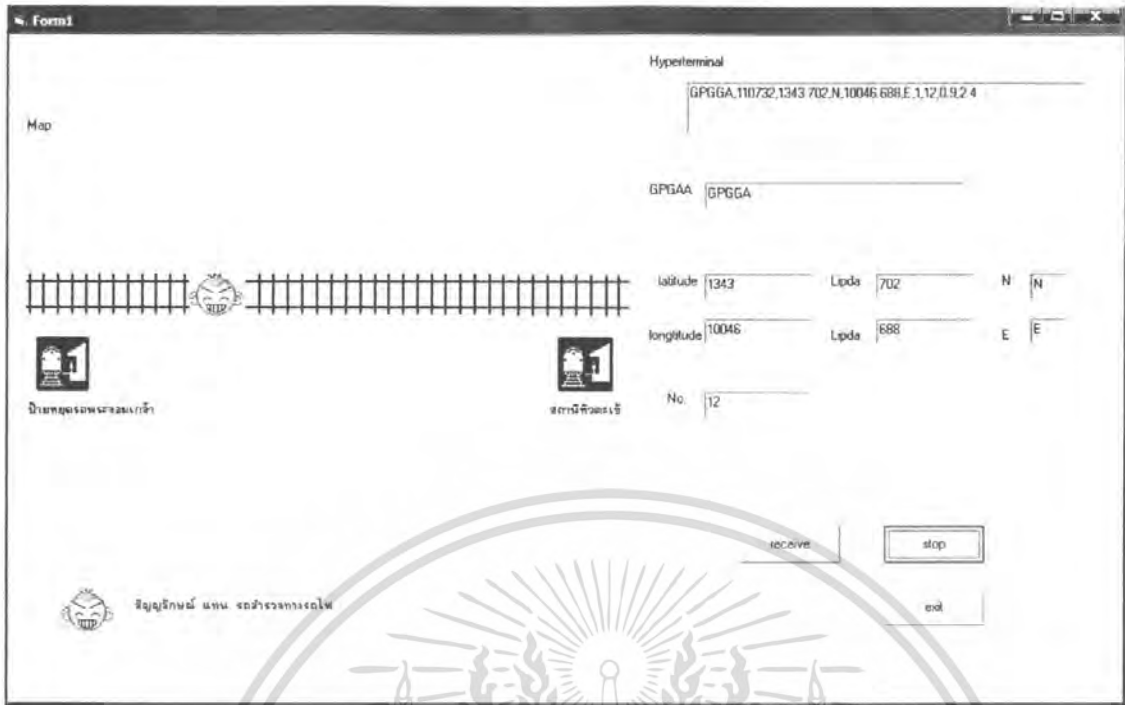 Form1
Hyperterminal
GPGGA,110732,1343.702,N,10046.688,E,1,12,0.9,2.4
Map
GPGAA GPGGA
latitude 1343 Lipda 702 N N
longtitude 10046 Lipda 688 E E
ป้ายหยุดรถพระจอมเกล้า
สถานีหัวตะเข้
No. 12
receive stop
สัญญรักษณ์ แทน รถสำรวจทางรถไฟ
exit